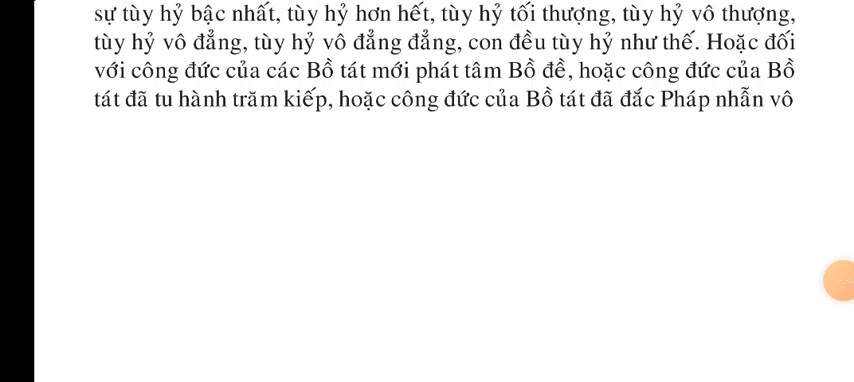 sự tùy hỷ bậc nhất, tùy hỷ hơn hết, tùy hỷ tối thượng, tùy hỷ vô thượng,
tùy hỷ vô đẳng, tùy hỷ vô đẳng đẳng, con đều tùy hỷ như thế. Hoặc đối
với công đức của các Bồ tát mới phát tâm Bồ đề, hoặc công đức của Bồ
tát đã tu hành trăm kiếp, hoặc công đức của Bồ tát đã đắc Pháp nhẫn vô